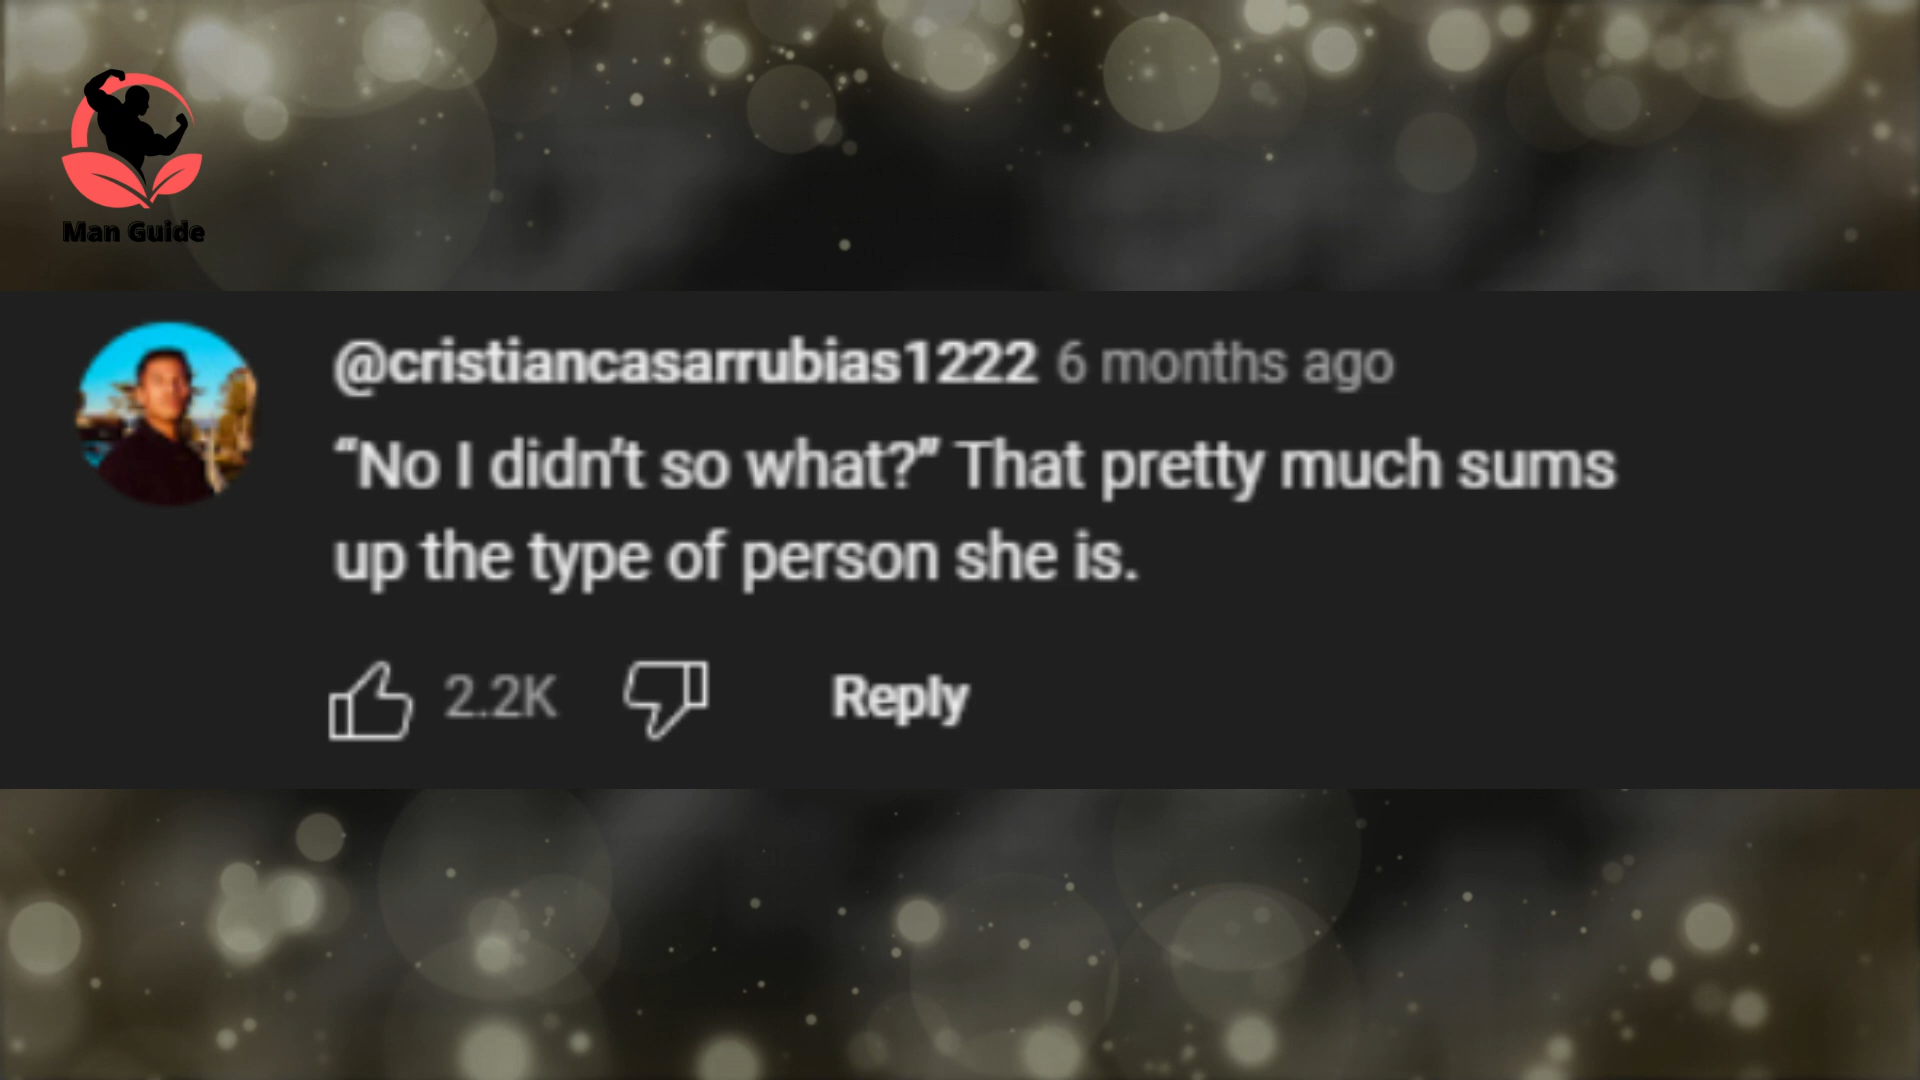 Man Guide
@cristiancasarrubias1222 6 months ago
“No I didn’t so what?” That pretty much sums
up the type of person she is.
2.2K Reply